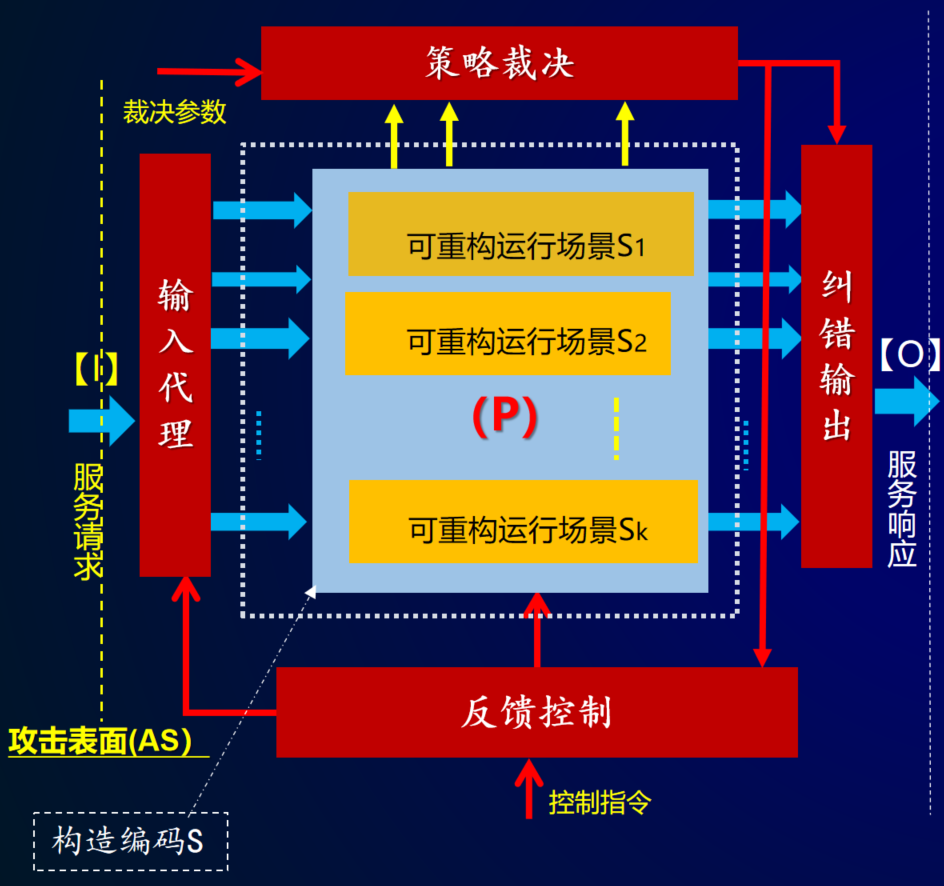 策略裁决
裁决参数
输入代理
可重构运行场景S1
可重构运行场景S2
(P)
可重构运行场景Sk
纠错输出
【I】
服务请求
【O】
服务响应
反馈控制
攻击表面(AS)
控制指令
构造编码S